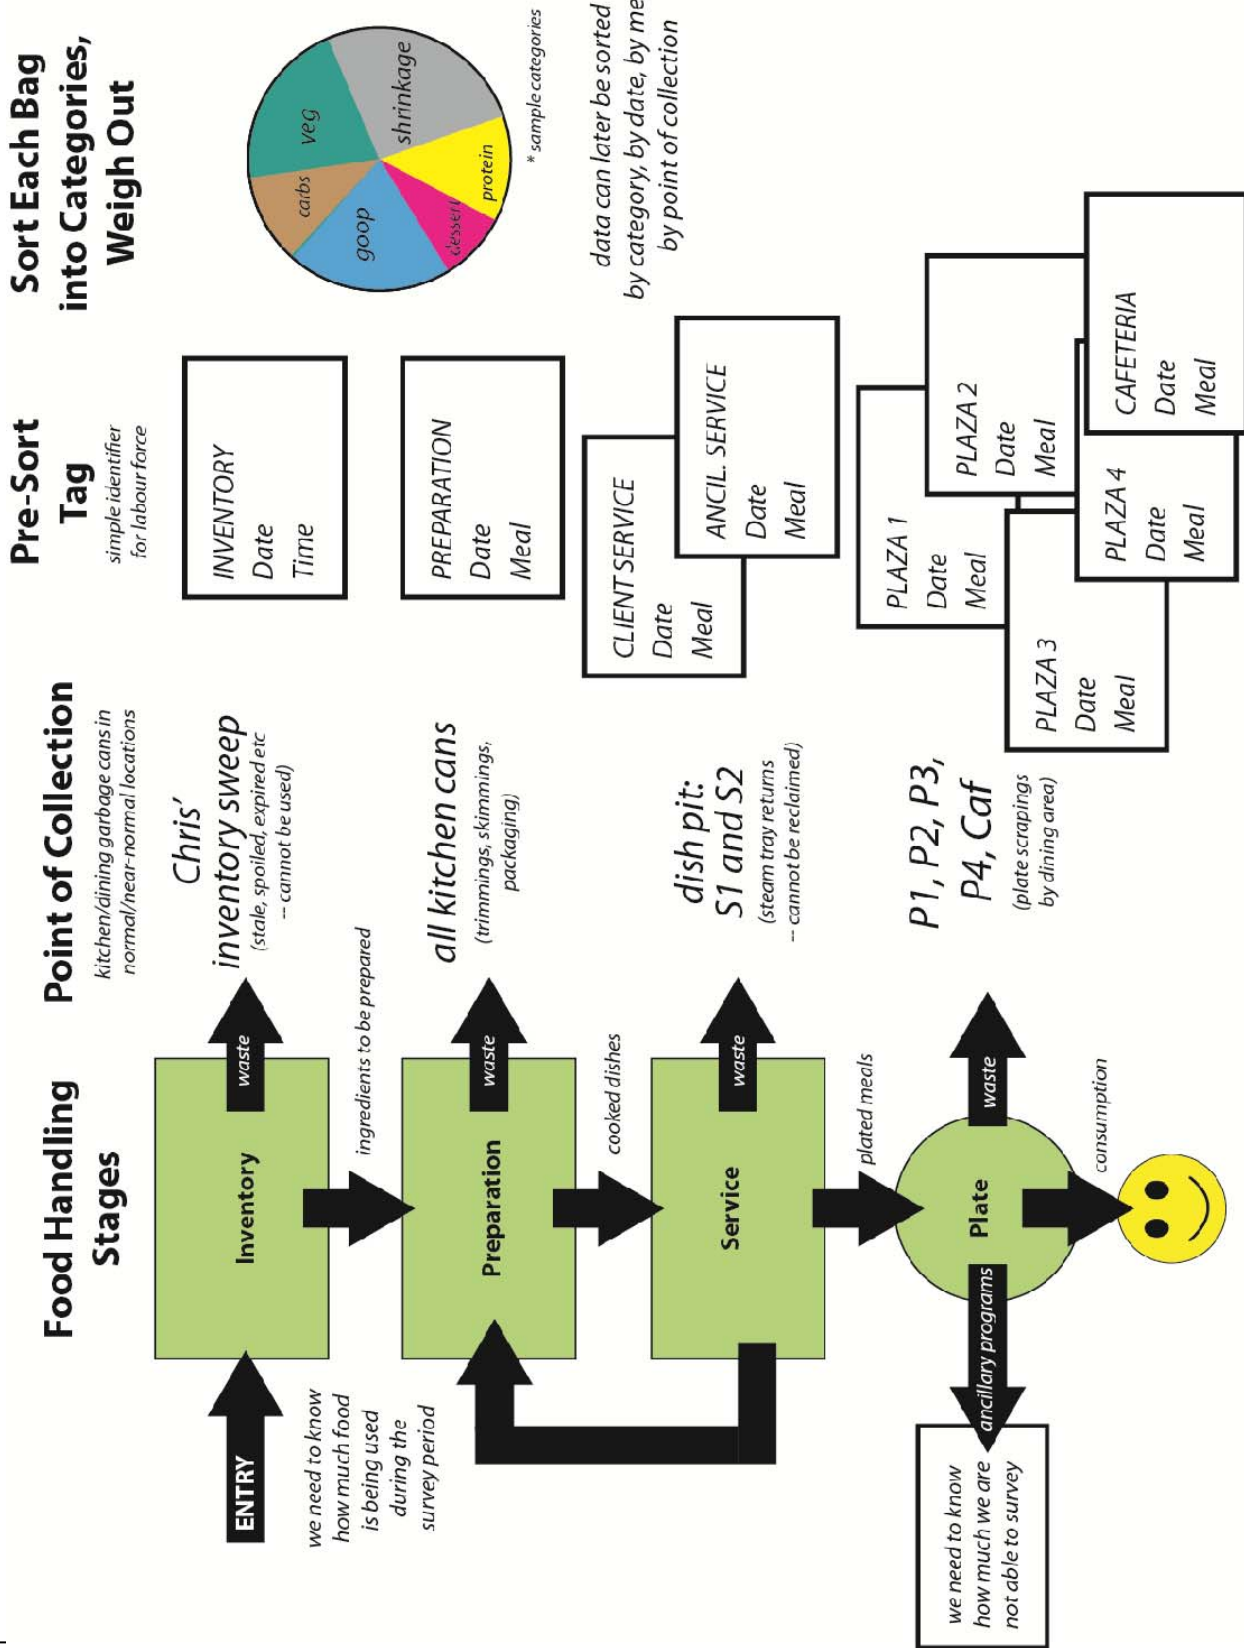 Food Handling
Stages
ENTRY
we need to know
how much food
is being used
during the
survey period
Inventory
waste
ingredients to be prepared
Preparation
waste
cooked dishes
Service
waste
plated meals
Plate
waste
ancillary programs
we need to know
how much we are
not able to survey
consumption
Point of Collection
kitchen/dining garbage cans in
normal/near-normal locations
Chris'
inventory sweep
(stale, spoiled, expired etc
-- cannot be used)
all kitchen cans
(trimmings, skimmings,
packaging)
dish pit:
S1 and S2
(steam tray returns
-- cannot be reclaimed)
P1, P2, P3,
P4, Caf
(plate scrapings
by dining area)
Pre-Sort
Tag
simple identifier
for labour force
INVENTORY
Date
Time
PREPARATION
Date
Meal
CLIENT SERVICE
Date
Meal
ANCIL. SERVICE
Date
Meal
PLAZA 1
Date
Meal
PLAZA 2
Date
Meal
PLAZA 3
Date
Meal
PLAZA 4
Date
Meal
CAFETERIA
Date
Meal
Sort Each Bag
into Categories,
Weigh Out
veg
carbs
shrinkage
goop
dessert
protein
* sample categories
data can later be sorted
by category, by date, by me
by point of collection